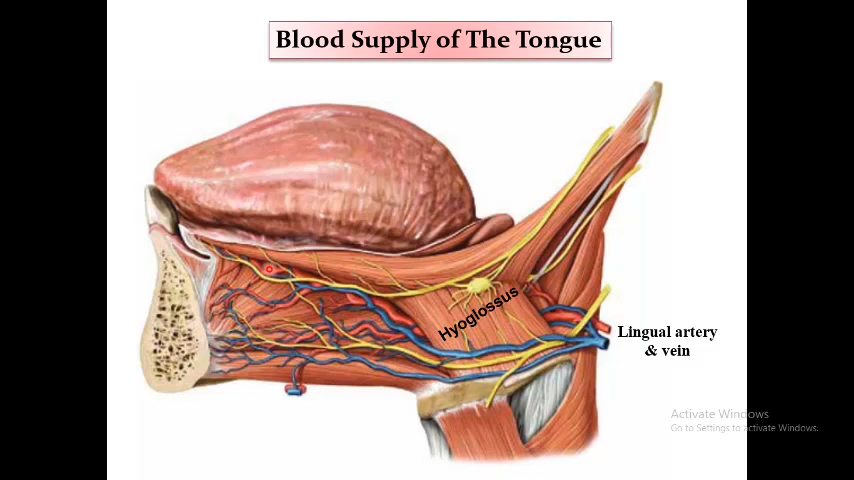 Blood Supply of The Tongue
Hyoglossus
Lingual artery
& vein
Activate Windows
Go to Settings to activate Windows.